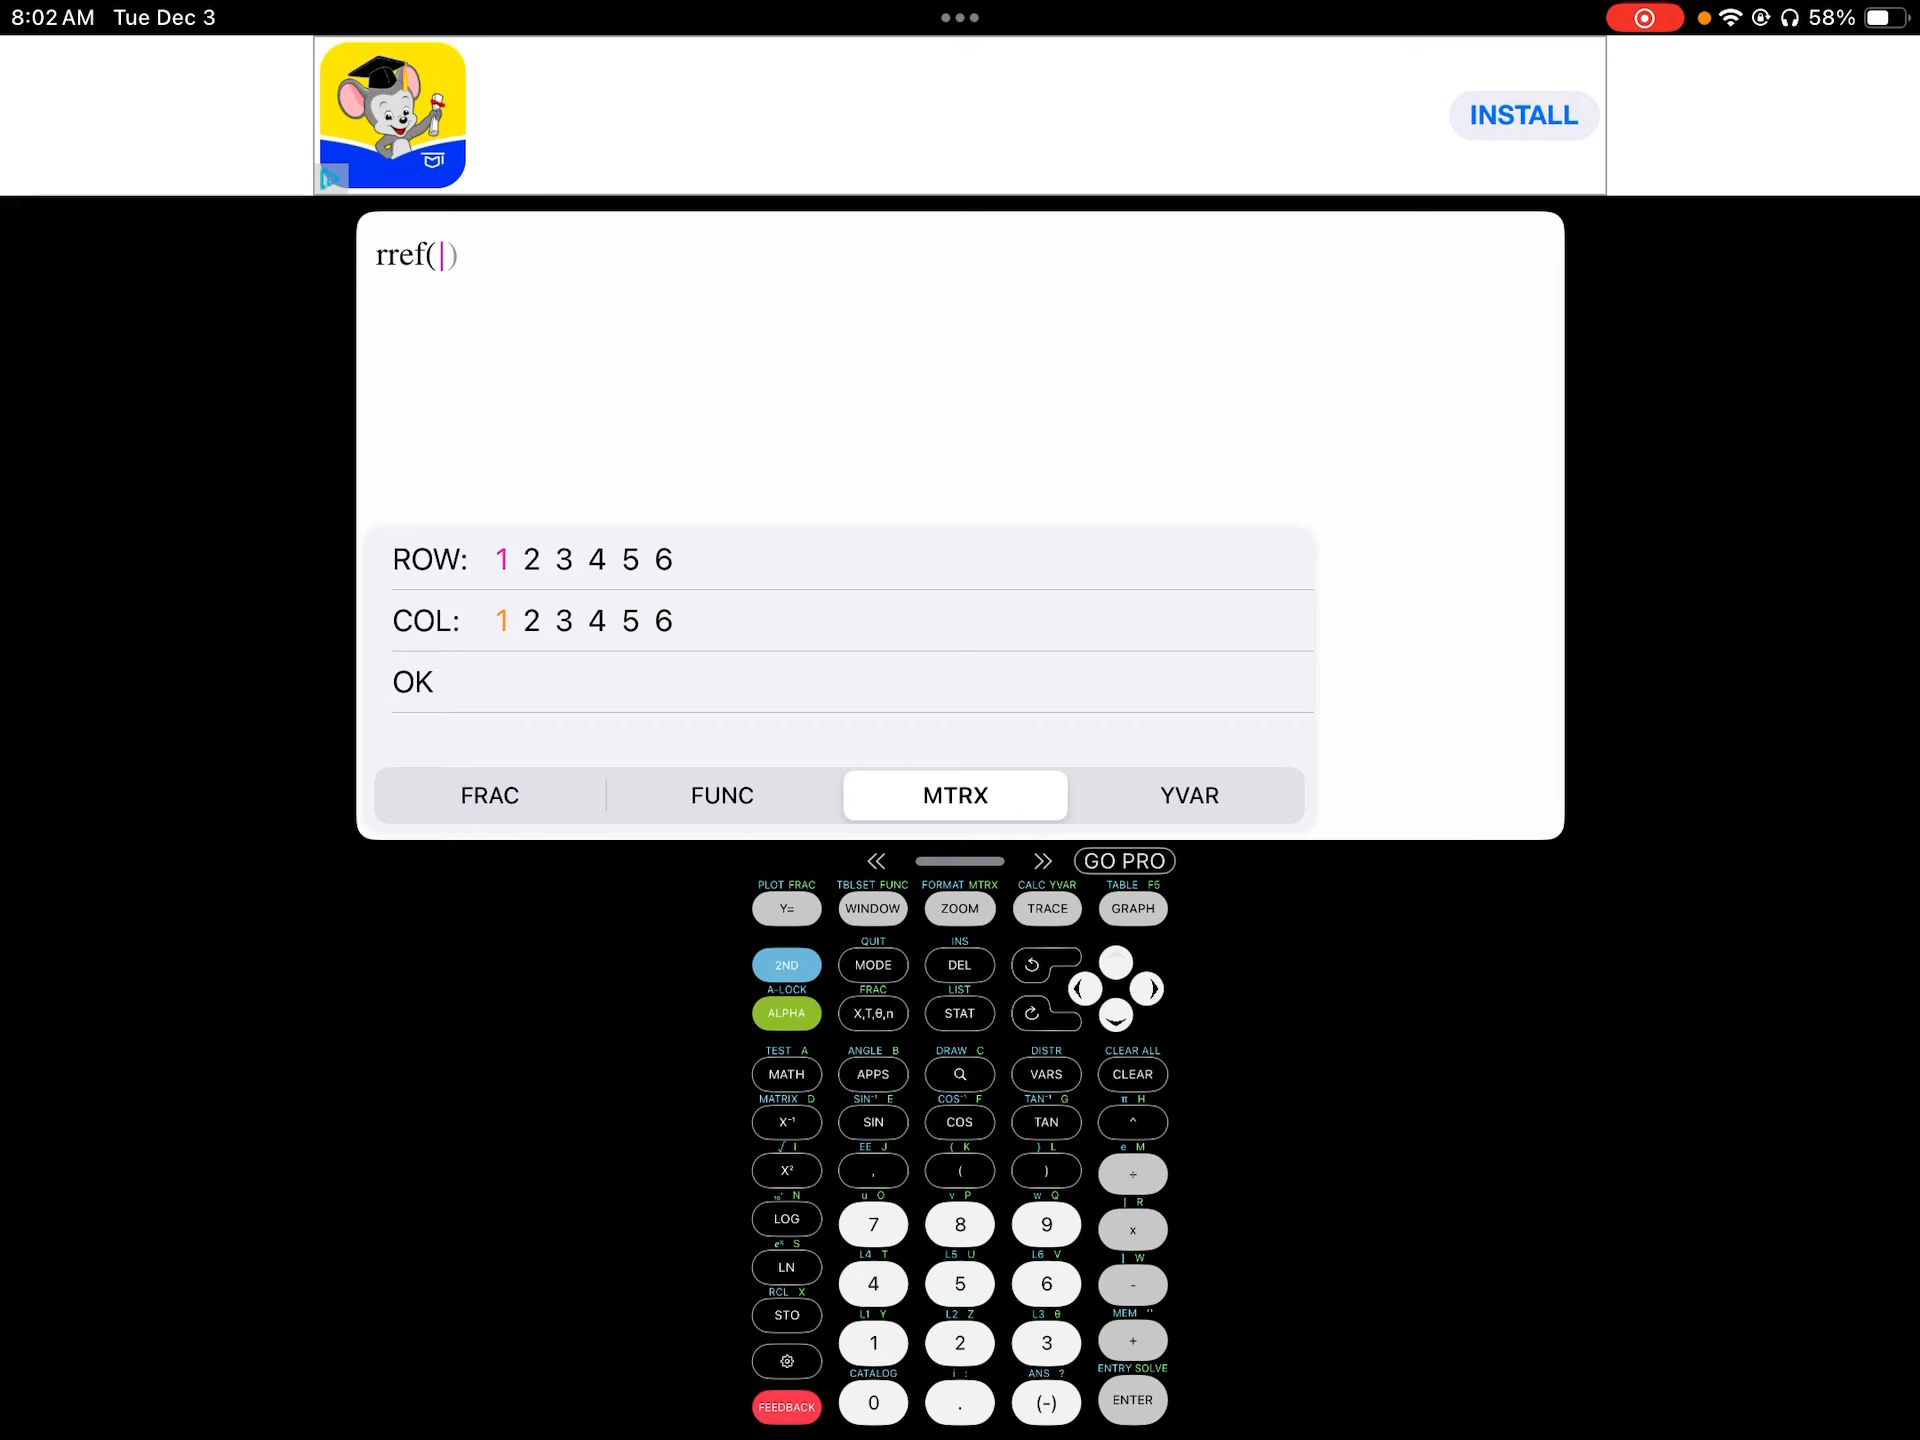 8:02 AM Tue Dec 3 58%
INSTALL
rref()
ROW: 1 2 3 4 5 6
COL: 1 2 3 4 5 6
OK
FRAC FUNC MTRX YVAR
GO PRO
PLOT FRAC TBLSET FUNC FORMAT MTRX CALC YVAR TABLE F5
Y= WINDOW ZOOM TRACE GRAPH
QUIT INS
2ND MODE DEL
A-LOCK FRAC LIST
ALPHA X,T,θ,n STAT
TEST A ANGLE B DRAW C DISTR CLEAR ALL
MATH APPS VARS CLEAR
MATRIX D SIN⁻¹ E COS⁻¹ F TAN⁻¹ G π H
X⁻¹ SIN COS TAN ^
√ I EE J { K } L e M
X² , ( ) ÷
10ˣ N u O v P w Q [ R
LOG 7 8 9 x
eˣ S L4 T L5 U L6 V ] W
LN 4 5 6 -
RCL X L1 Y L2 Z L3 θ MEM "
STO 1 2 3 +
CATALOG i : ANS ? ENTRY SOLVE
FEEDBACK 0 . (-) ENTER